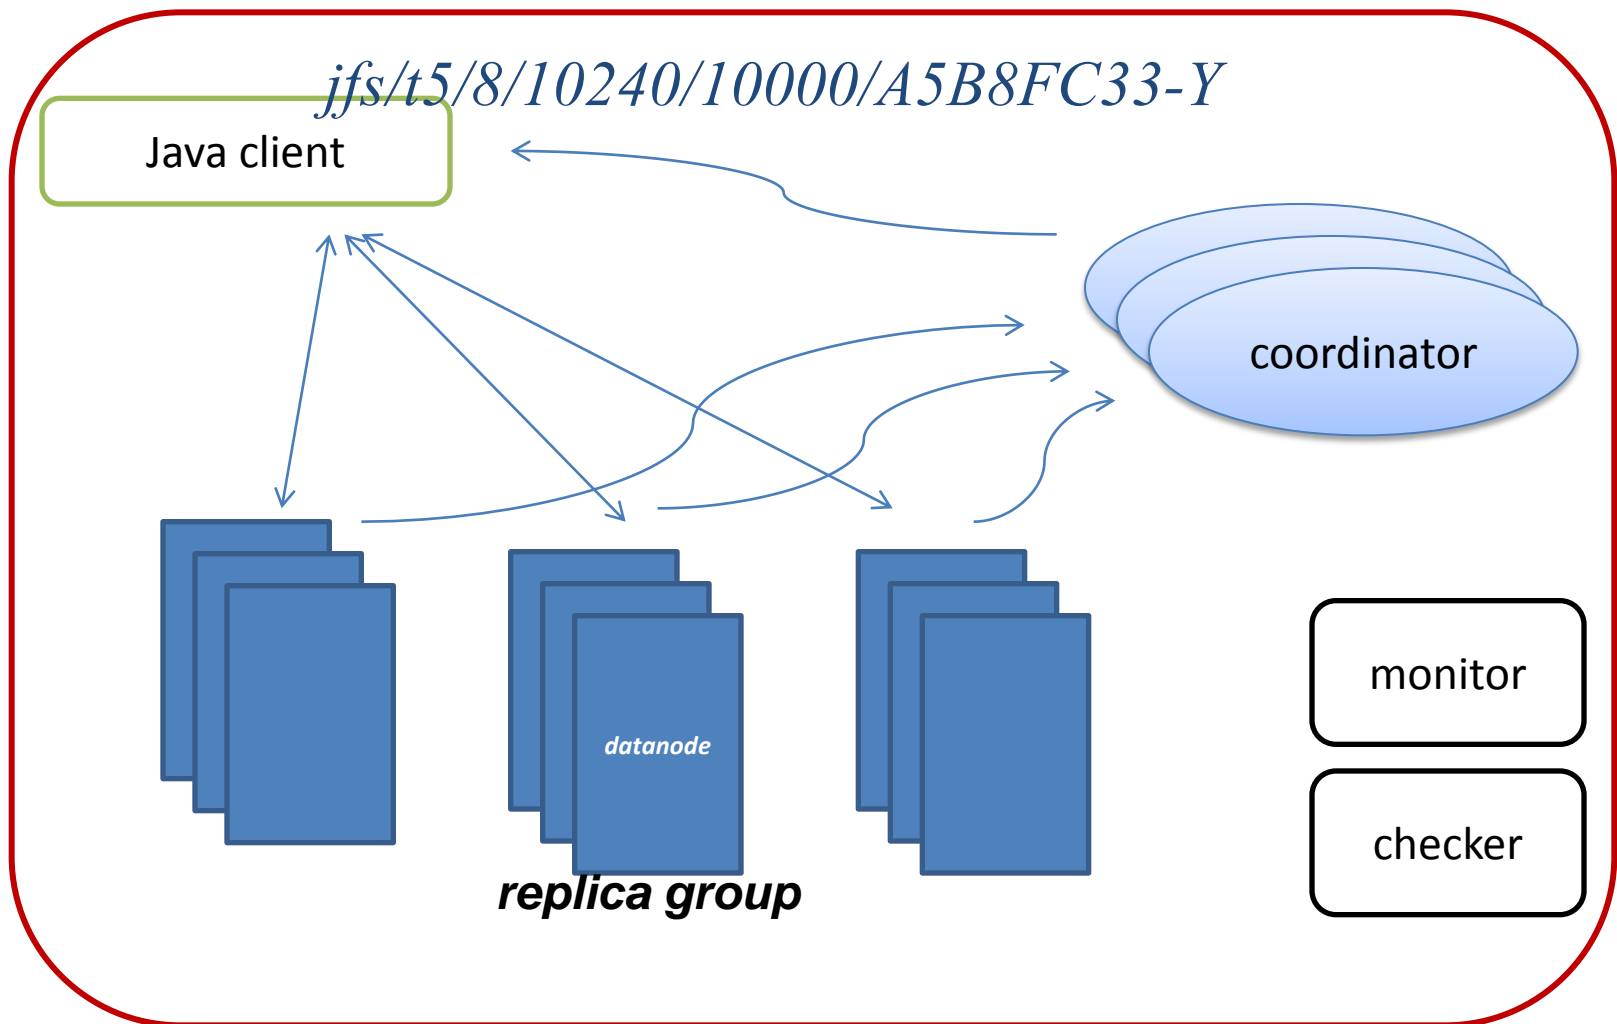 jfs/t5/8/10240/10000/A5B8FC33-Y
Java client
coordinator
monitor
datanode
checker
replica group